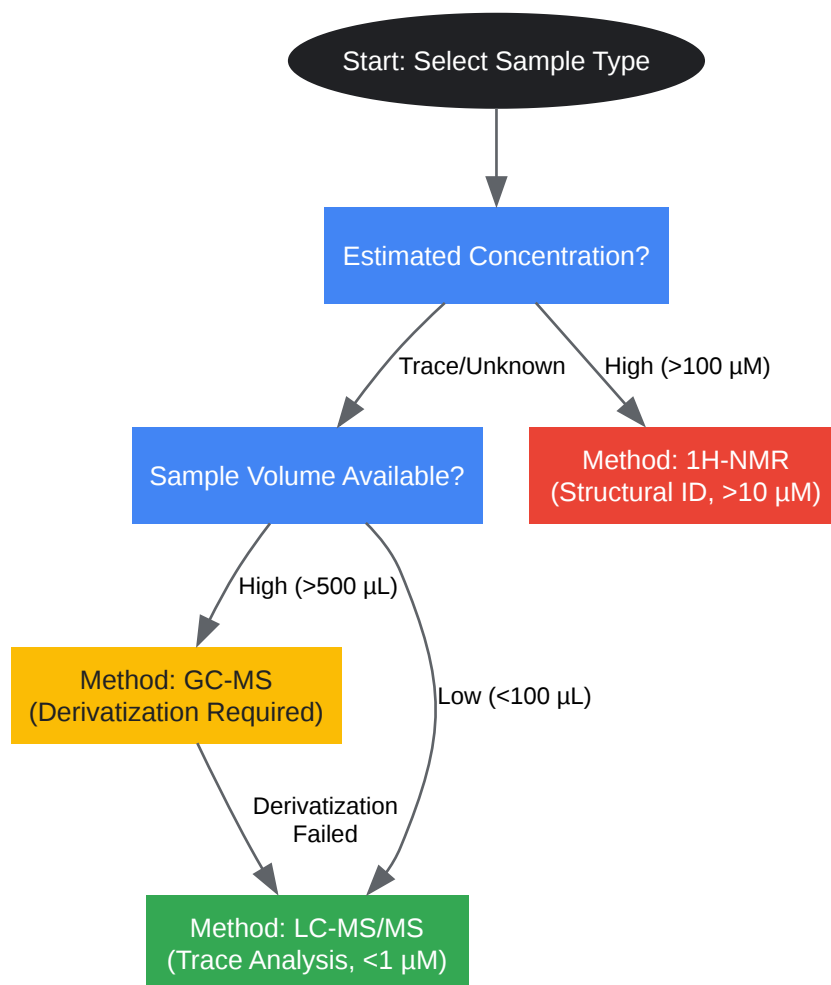 Start: Select Sample Type
Estimated Concentration?
Trace/Unknown
High (>100 µM)
Sample Volume Available?
Method: 1H-NMR
(Structural ID, >10 µM)
High (>500 µL)
Method: GC-MS
(Derivatization Required)
Low (<100 µL)
Derivatization
Failed
Method: LC-MS/MS
(Trace Analysis, <1 µM)